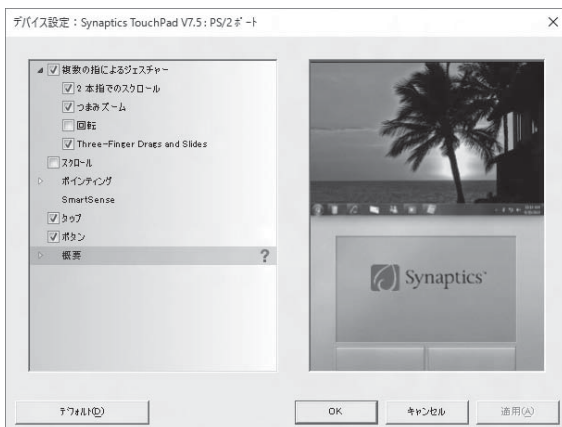 デバイス設定：Synaptics TouchPad V7.5 : PS/2 ﾎﾟｰﾄ
複数の指によるジェスチャー
2 本指でのスクロール
つまみズーム
回転
Three-Finger Drags and Slides
ｽｸﾛｰﾙ
ポインティング
SmartSense
タップ
ボタン
概要 ?
Synaptics
ﾃﾞﾌｫﾙﾄ(D)
OK
ｷｬﾝｾﾙ
適用(A)